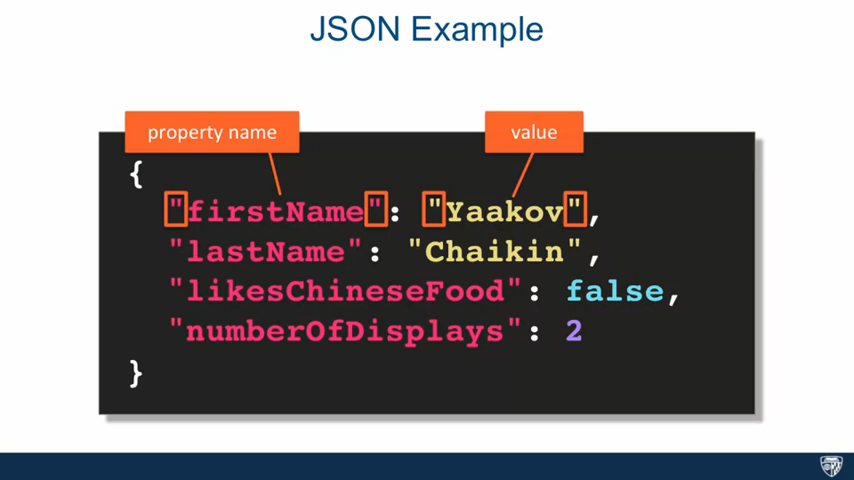 JSON Example
property name
value
{
"firstName": "Yaakov",
"lastName": "Chaikin",
"likesChineseFood": false,
"numberOfDisplays": 2
}